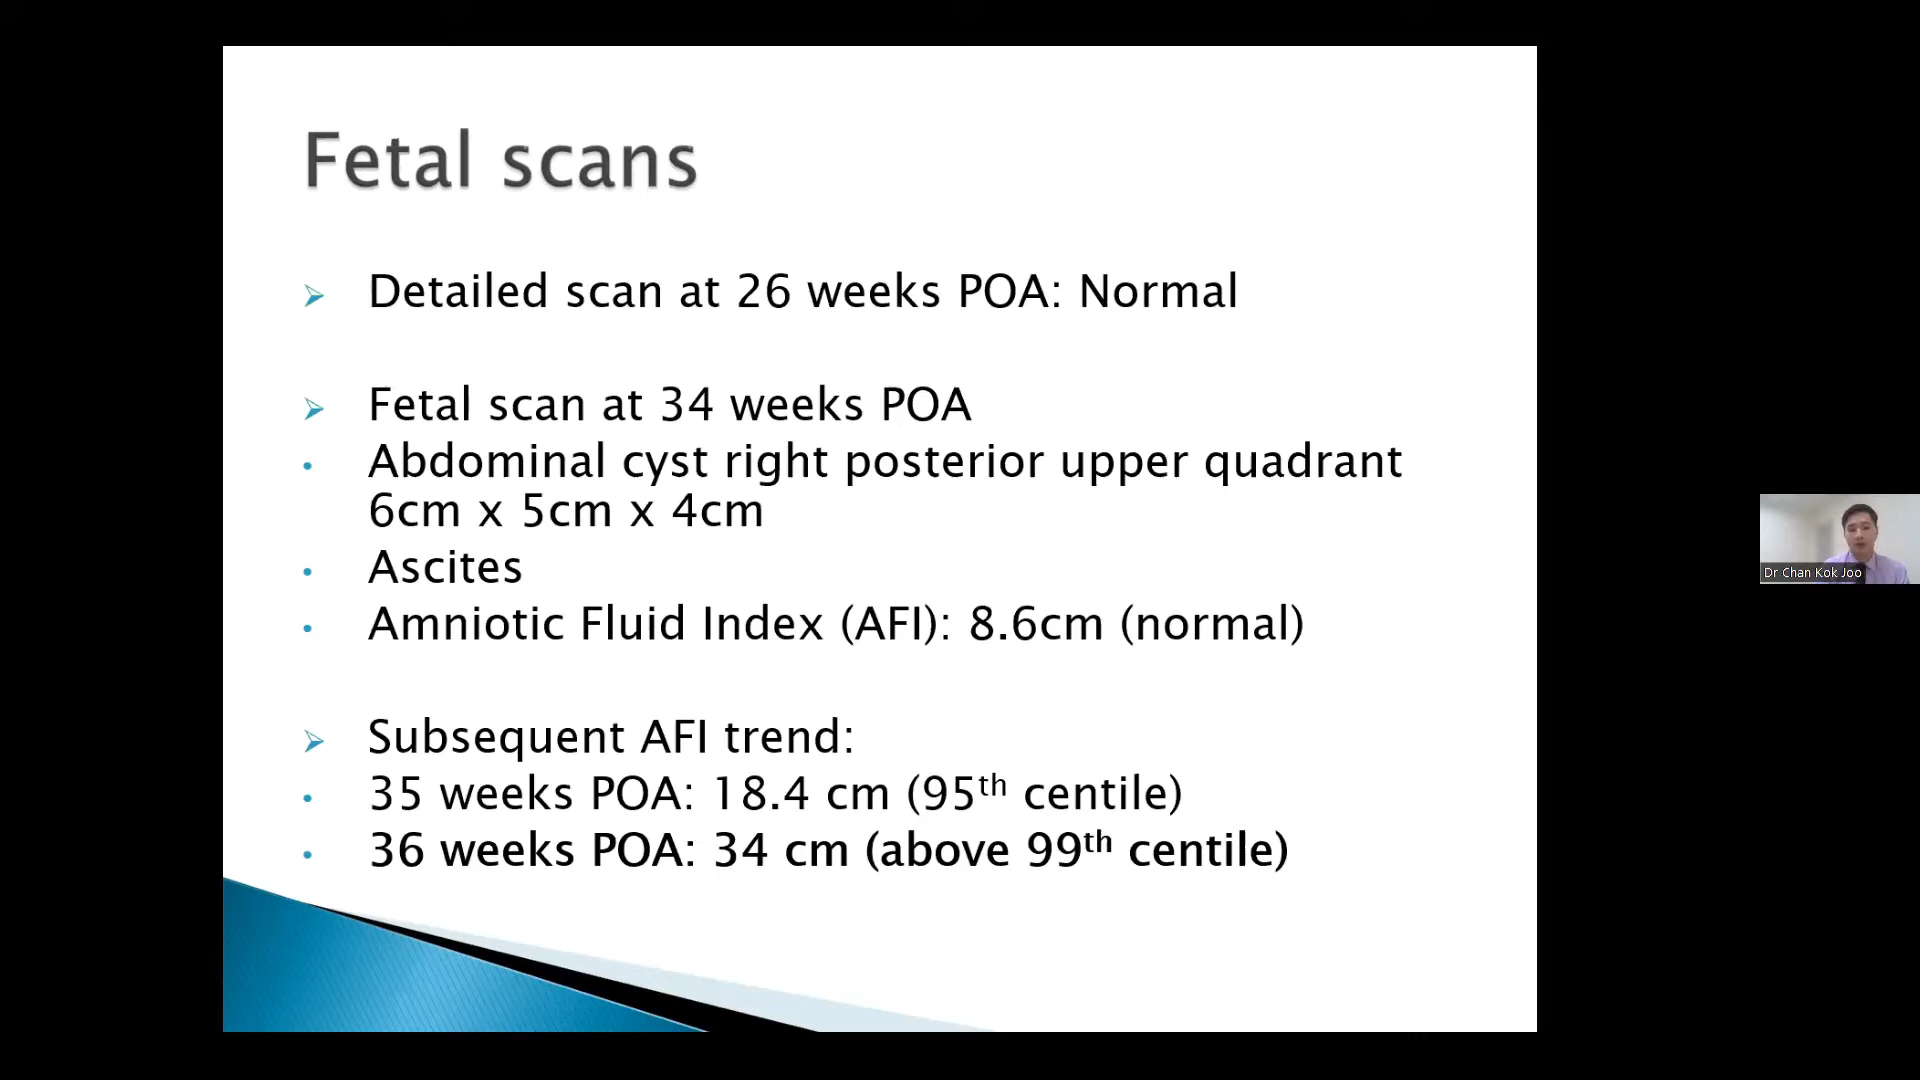 Fetal scans
Detailed scan at 26 weeks POA: Normal
Fetal scan at 34 weeks POA
Abdominal cyst right posterior upper quadrant
6cm x 5cm x 4cm
Ascites
Amniotic Fluid Index (AFI): 8.6cm (normal)
Subsequent AFI trend:
35 weeks POA: 18.4 cm (95th centile)
36 weeks POA: 34 cm (above 99th centile)
Dr Chan Kok Joo